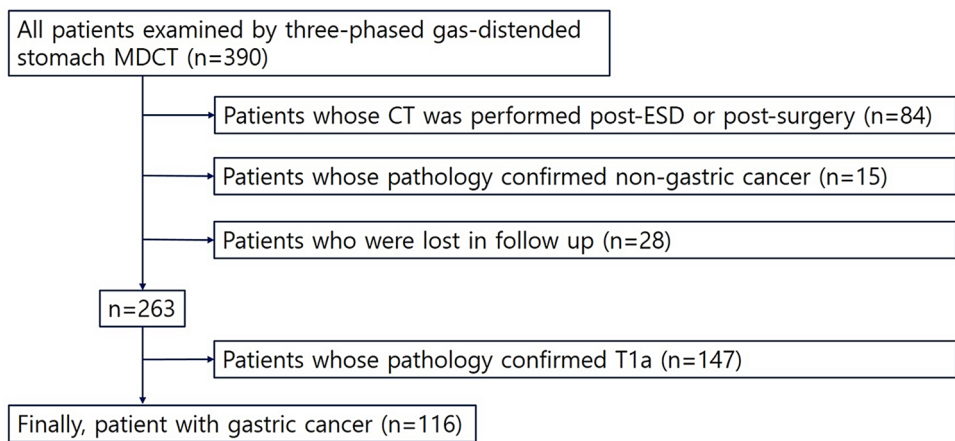 All patients examined by three-phased gas-distended
stomach MDCT (n=390)
Patients whose CT was performed post-ESD or post-surgery (n=84)
Patients whose pathology confirmed non-gastric cancer (n=15)
Patients who were lost in follow up (n=28)
n=263
Patients whose pathology confirmed T1a (n=147)
Finally, patient with gastric cancer (n=116)